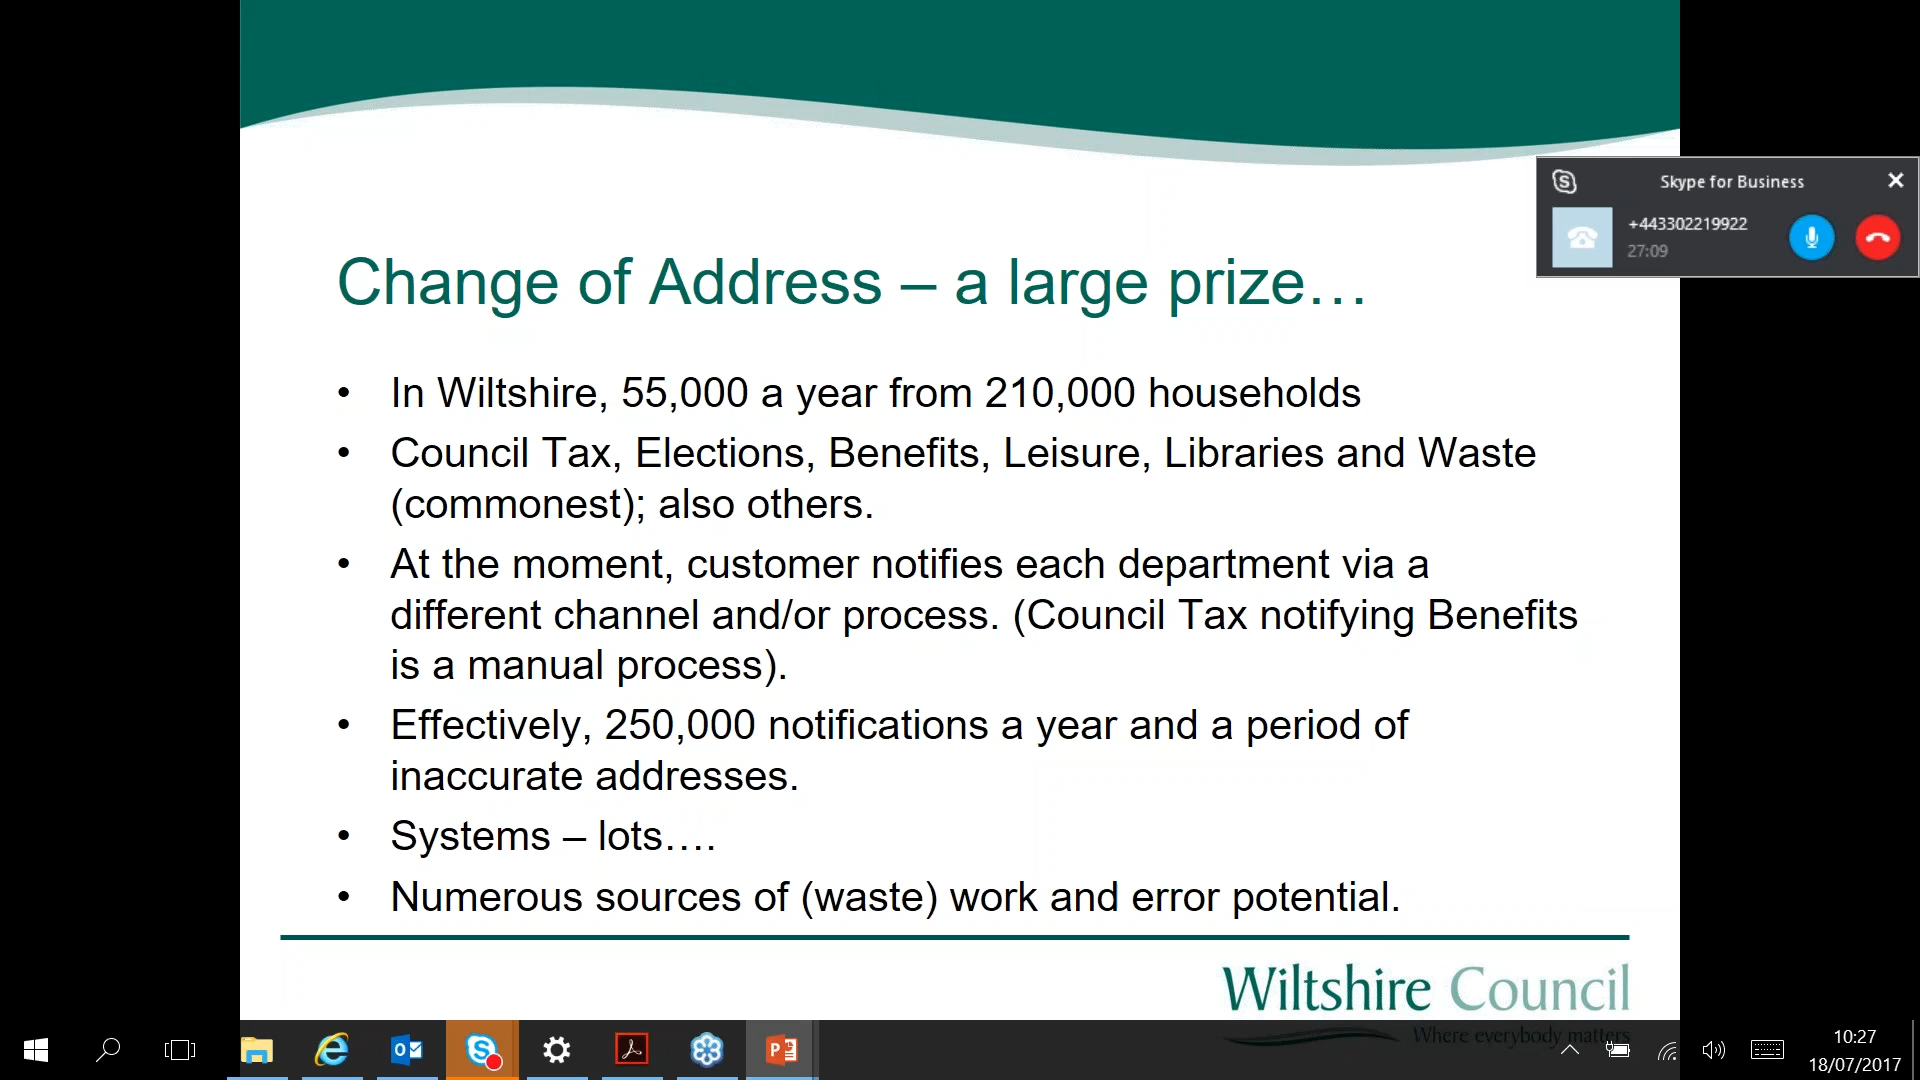 Skype for Business
+443302219922
27:09
Change of Address – a large prize…
• In Wiltshire, 55,000 a year from 210,000 households
• Council Tax, Elections, Benefits, Leisure, Libraries and Waste
(commonest); also others.
• At the moment, customer notifies each department via a
different channel and/or process. (Council Tax notifying Benefits
is a manual process).
• Effectively, 250,000 notifications a year and a period of
inaccurate addresses.
• Systems – lots….
• Numerous sources of (waste) work and error potential.
Wiltshire Council
Where everybody matters
10:27
18/07/2017